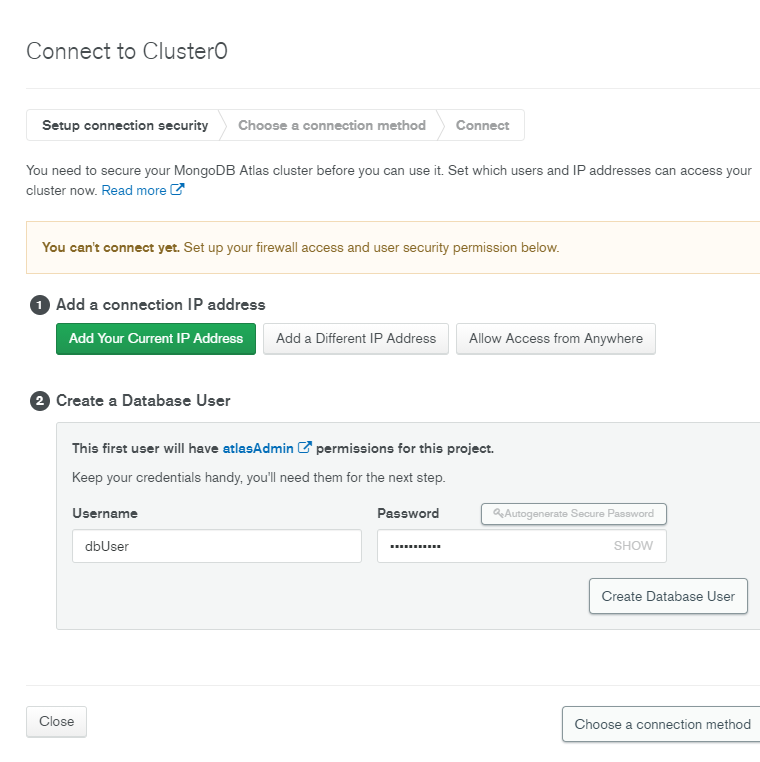 Connect to Cluster0
Setup connection security
Choose a connection method
Connect
You need to secure your MongoDB Atlas cluster before you can use it. Set which users and IP addresses can access your
cluster now. Read more
You can't connect yet. Set up your firewall access and user security permission below.
1 Add a connection IP address
Add Your Current IP Address
Add a Different IP Address
Allow Access from Anywhere
2 Create a Database User
This first user will have atlasAdmin permissions for this project.
Keep your credentials handy, you'll need them for the next step.
Username
Password
Autogenerate Secure Password
dbUser
•••••••••••
SHOW
Create Database User
Close
Choose a connection method